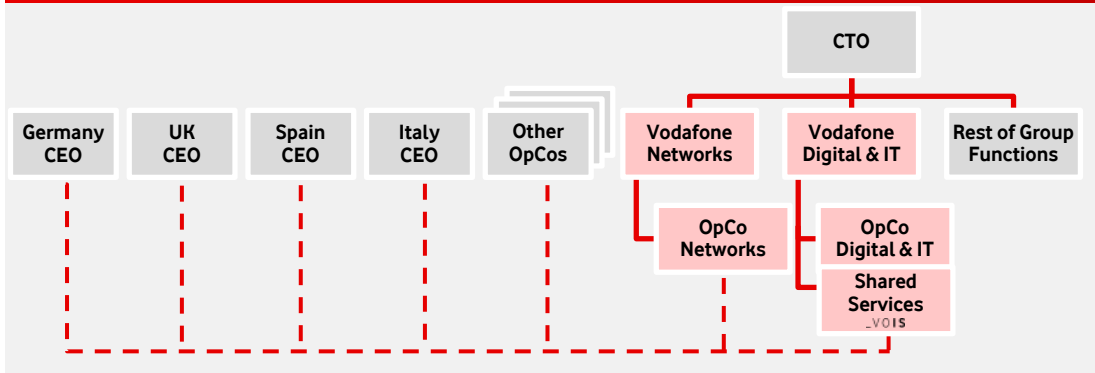 CTO
Germany
CEO
UK
CEO
Spain
CEO
Italy
CEO
Other
OpCos
Vodafone
Networks
Vodafone
Digital & IT
Rest of Group
Functions
OpCo
Networks
OpCo
Digital & IT
Shared
Services
_VOIS